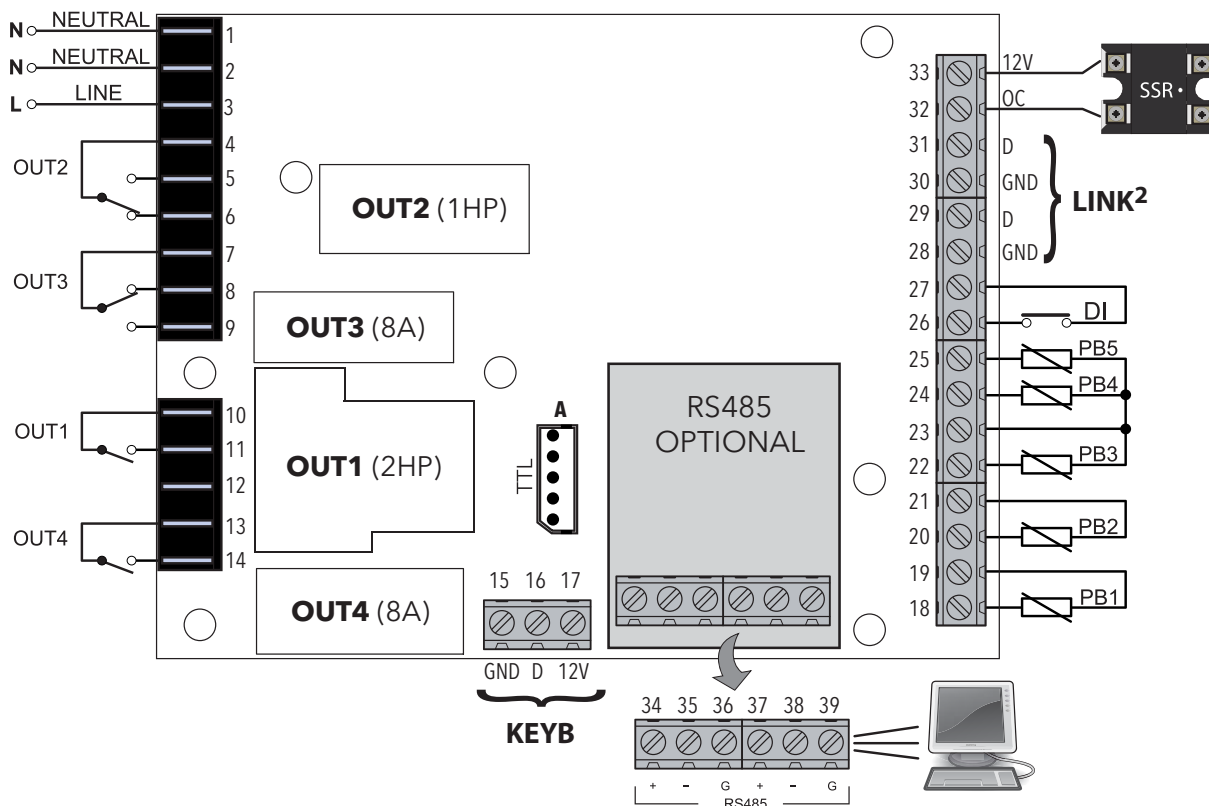 N NEUTRAL 1
N NEUTRAL 2
L LINE 3
4
OUT2 5
6
7
OUT3 8
9
10
OUT1 11
12
13
OUT4 14
OUT2 (1HP)
OUT3 (8A)
OUT1 (2HP)
OUT4 (8A)
A
TTL
RS485
OPTIONAL
33 12V
32 OC
SSR
31 D
30 GND
29 D
28 GND
LINK2
27
26 DI
25 PB5
24 PB4
23
22 PB3
21
20 PB2
19
18 PB1
15 16 17
GND D 12V
KEYB
34 35 36 37 38 39
+ - G + - G
RS485